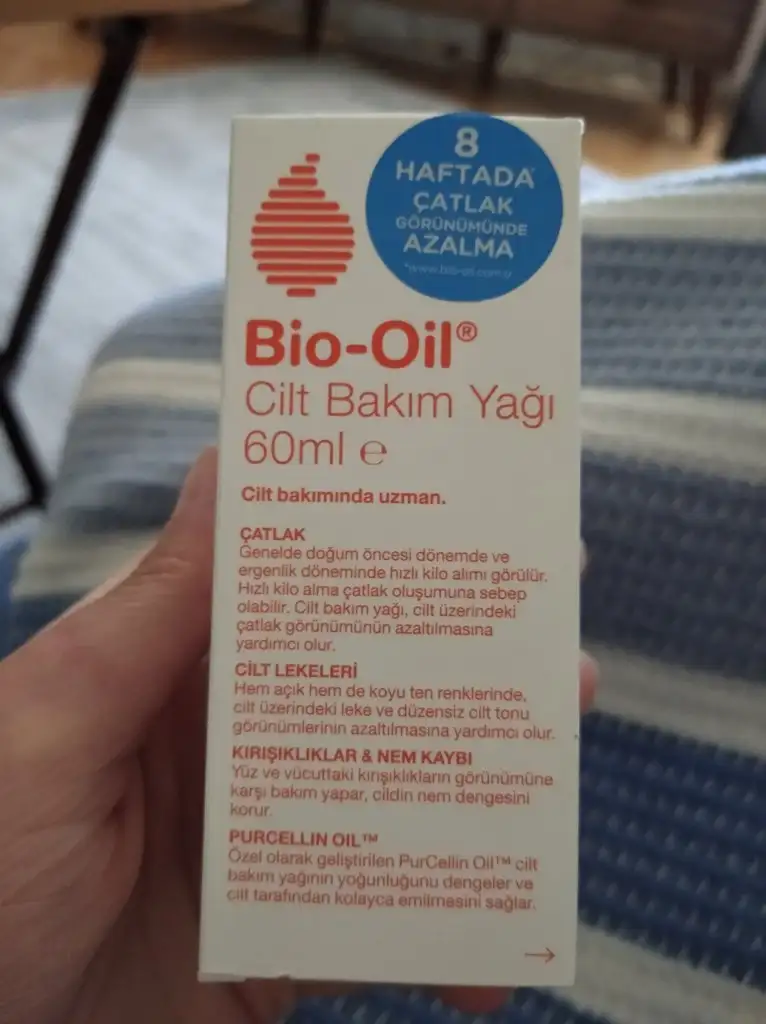 8
HAFTADA*
ÇATLAK
GÖRÜNÜMÜNDE
AZALMA
Bio-Oil®
Cilt Bakım Yağı
60ml ℮
Cilt bakımında uzman.
ÇATLAK
Genelde doğum öncesi dönemde ve
ergenlik döneminde hızlı kilo alımı görülür.
Hızlı kilo alma çatlak oluşumuna sebep
olabilir. Cilt bakım yağı, cilt üzerindeki
çatlak görünümünün azaltılmasına
yardımcı olur.
CİLT LEKELERİ
Hem açık hem de koyu ten renklerinde,
cilt üzerindeki leke ve düzensiz cilt tonu
görünümlerinin azaltılmasına yardımcı olur.
KIRIŞIKLIKLAR & NEM KAYBI
Yüz ve vücuttaki kırışıklıkların görünümüne
karşı bakım yapar, cildin nem dengesini
korur.
PURCELLIN OIL™
Özel olarak geliştirilen PurCellin Oil™ cilt
bakım yağının yoğunluğunu dengeler ve
cilt tarafından kolayca emilmesini sağlar.